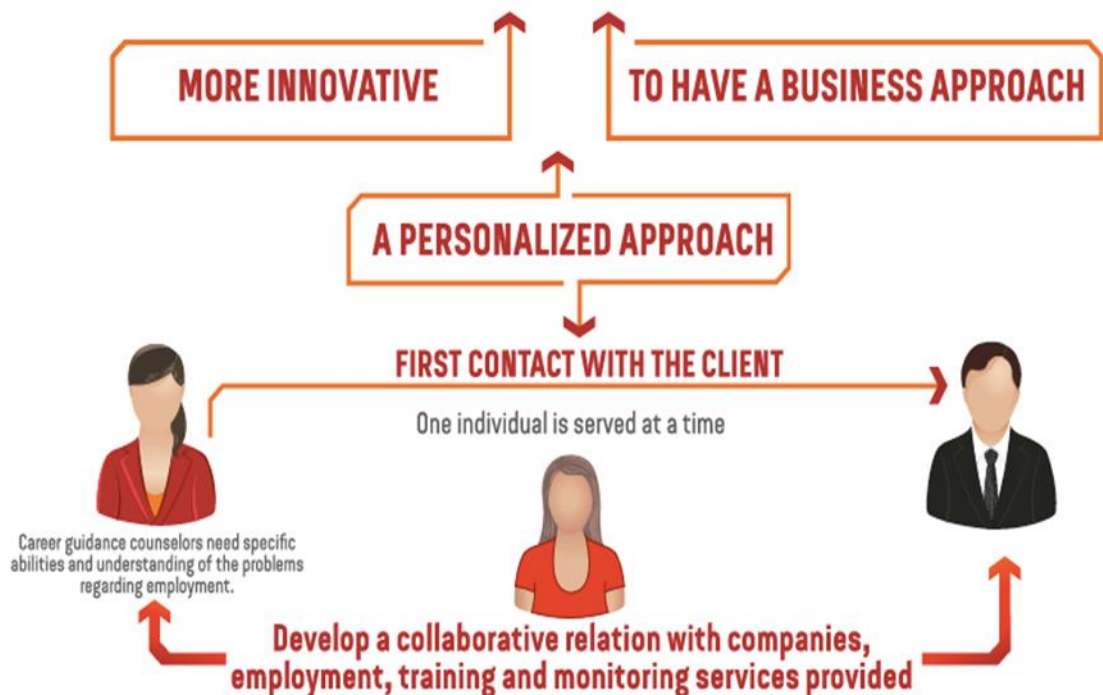 MORE INNOVATIVE
TO HAVE A BUSINESS APPROACH
A PERSONALIZED APPROACH
FIRST CONTACT WITH THE CLIENT
One individual is served at a time
Career guidance counselors need specific
abilities and understanding of the problems
regarding employment.
Develop a collaborative relation with companies,
employment, training and monitoring services provided